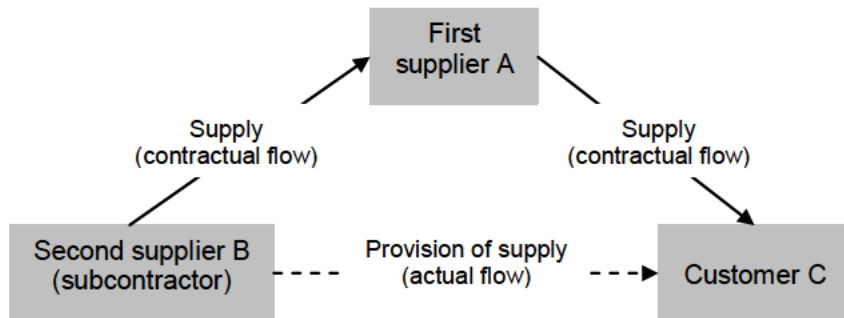 First
supplier A
Supply
(contractual flow)
Supply
(contractual flow)
Second supplier B
(subcontractor)
Provision of supply
(actual flow)
Customer C